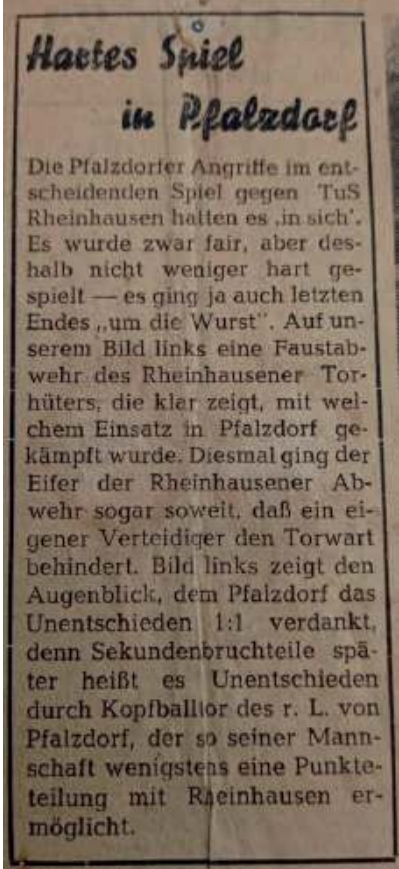 Hartes Spiel
in Pfalzdorf
Die Pfalzdorfer Angriffe im ent-
scheidenden Spiel gegen TuS
Rheinhausen hatten es ‚in sich'.
Es wurde zwar fair, aber des-
halb nicht weniger hart ge-
spielt — es ging ja auch letzten
Endes „um die Wurst". Auf un-
serem Bild links eine Faustab-
wehr des Rheinhausener Tor-
hüters, die klar zeigt, mit wel-
chem Einsatz in Pfalzdorf ge-
kämpft wurde. Diesmal ging der
Eifer der Rheinhausener Ab-
wehr sogar soweit, daß ein ei-
gener Verteidiger den Torwart
behindert. Bild links zeigt den
Augenblick, dem Pfalzdorf das
Unentschieden 1:1 verdankt,
denn Sekundenbruchteile spä-
ter heißt es Unentschieden
durch Kopfballtor des r. L. von
Pfalzdorf, der so seiner Mann-
schaft wenigstens eine Punkte-
teilung mit Rheinhausen er-
möglicht.